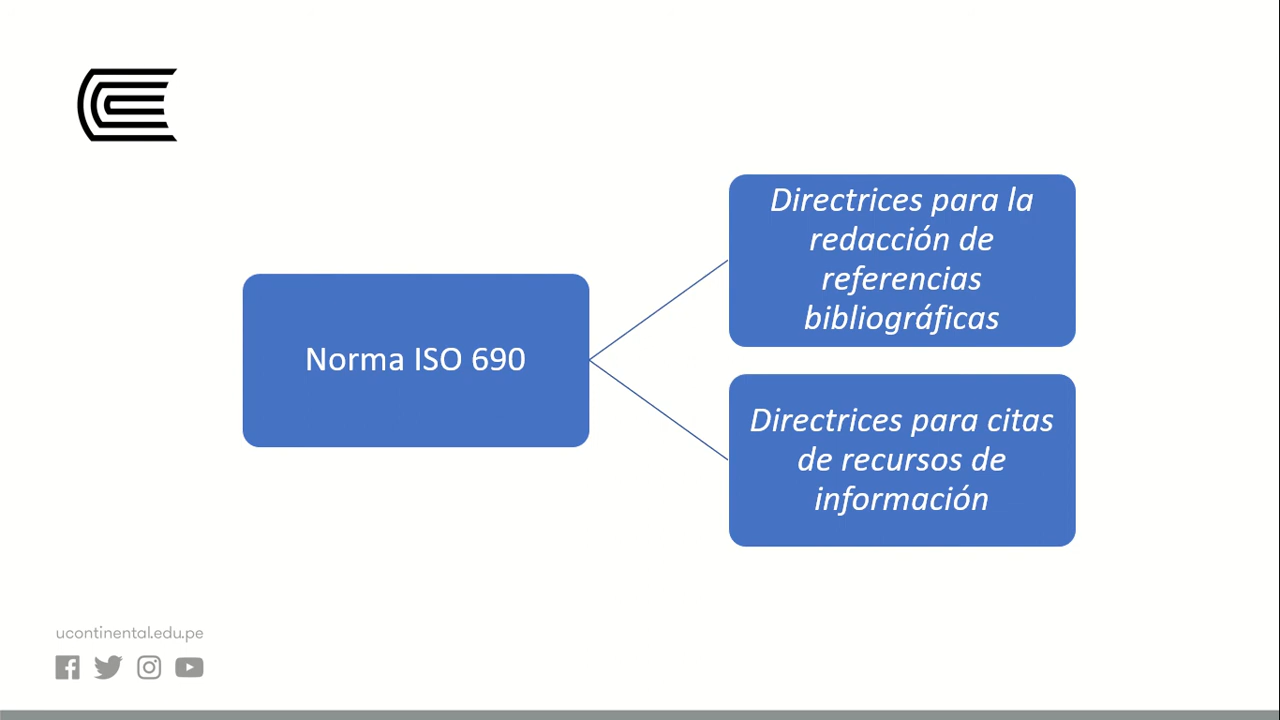 Norma ISO 690
Directrices para la
redacción de
referencias
bibliográficas
Directrices para citas
de recursos de
información
ucontinental.edu.pe